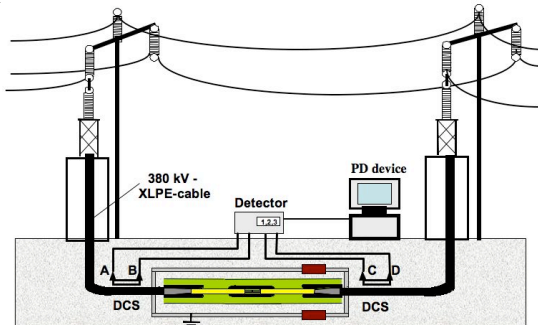 380 kV -
XLPE-cable
Detector
1,2,3
PD device
A
B
C
D
DCS
DCS